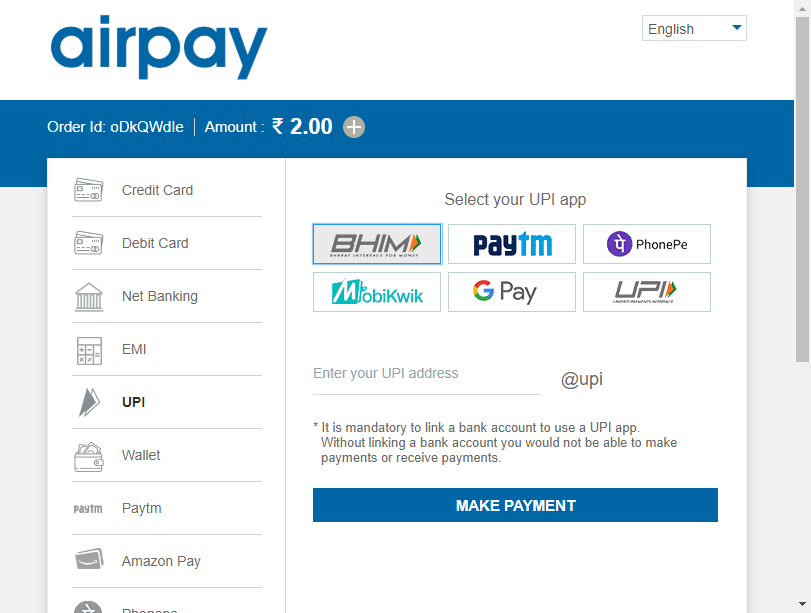 airpay
English
Order Id: oDkQWdle | Amount : ₹ 2.00
Credit Card
Debit Card
Net Banking
EMI
UPI
Wallet
paytm Paytm
Amazon Pay
Phonepe
Select your UPI app
BHIM
BHARAT INTERFACE FOR MONEY
paytm
PhonePe
MobiKwik
G Pay
UPI
UNIFIED PAYMENTS INTERFACE
Enter your UPI address
@upi
* It is mandatory to link a bank account to use a UPI app.
Without linking a bank account you would not be able to make
payments or receive payments.
MAKE PAYMENT